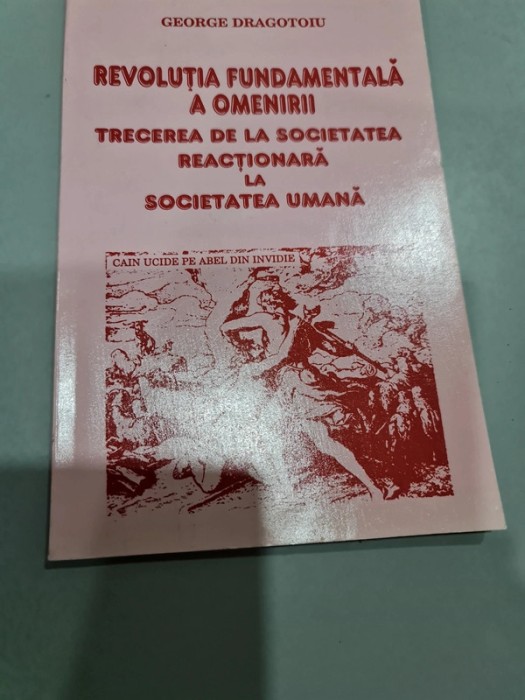 GEORGE DRAGOTOIU
REVOLUȚIA FUNDAMENTALĂ
A OMENIRII
TRECEREA DE LA SOCIETATEA
REACȚIONARĂ
LA
SOCIETATEA UMANĂ
CAIN UCIDE PE ABEL DIN INVIDIE